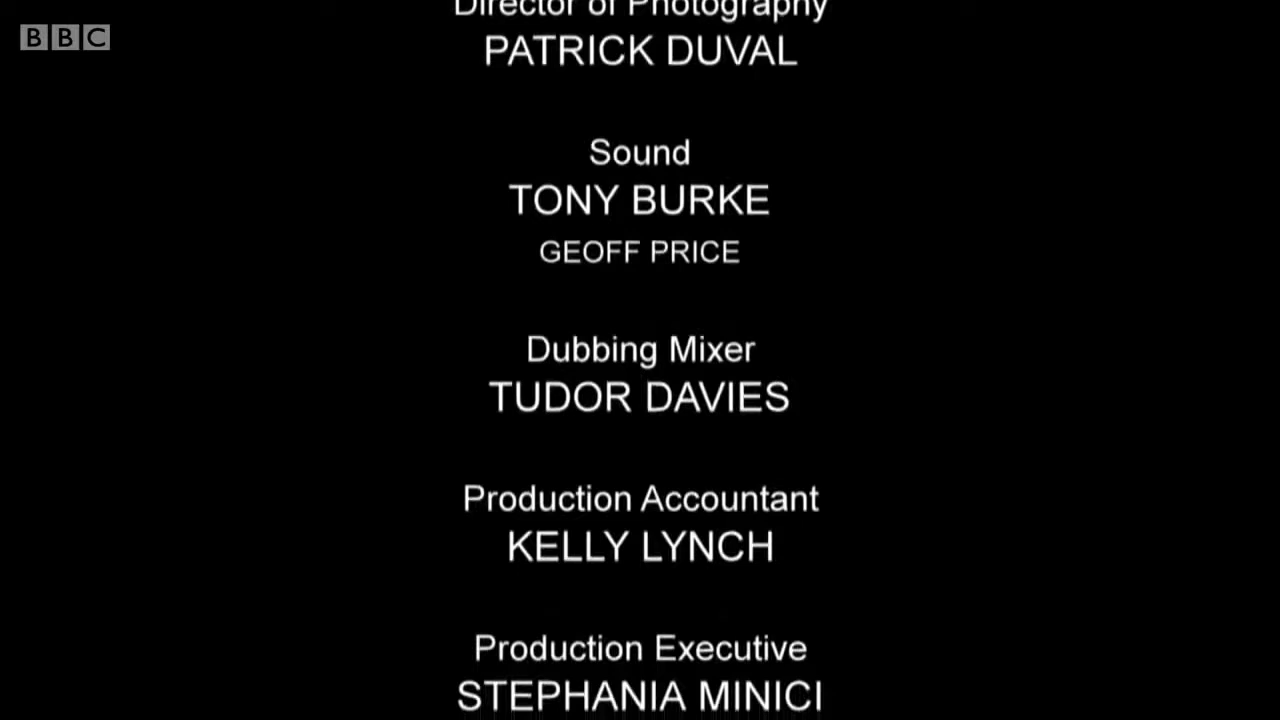 BBC
Director of Photography
PATRICK DUVAL
Sound
TONY BURKE
GEOFF PRICE
Dubbing Mixer
TUDOR DAVIES
Production Accountant
KELLY LYNCH
Production Executive
STEPHANIA MINICI